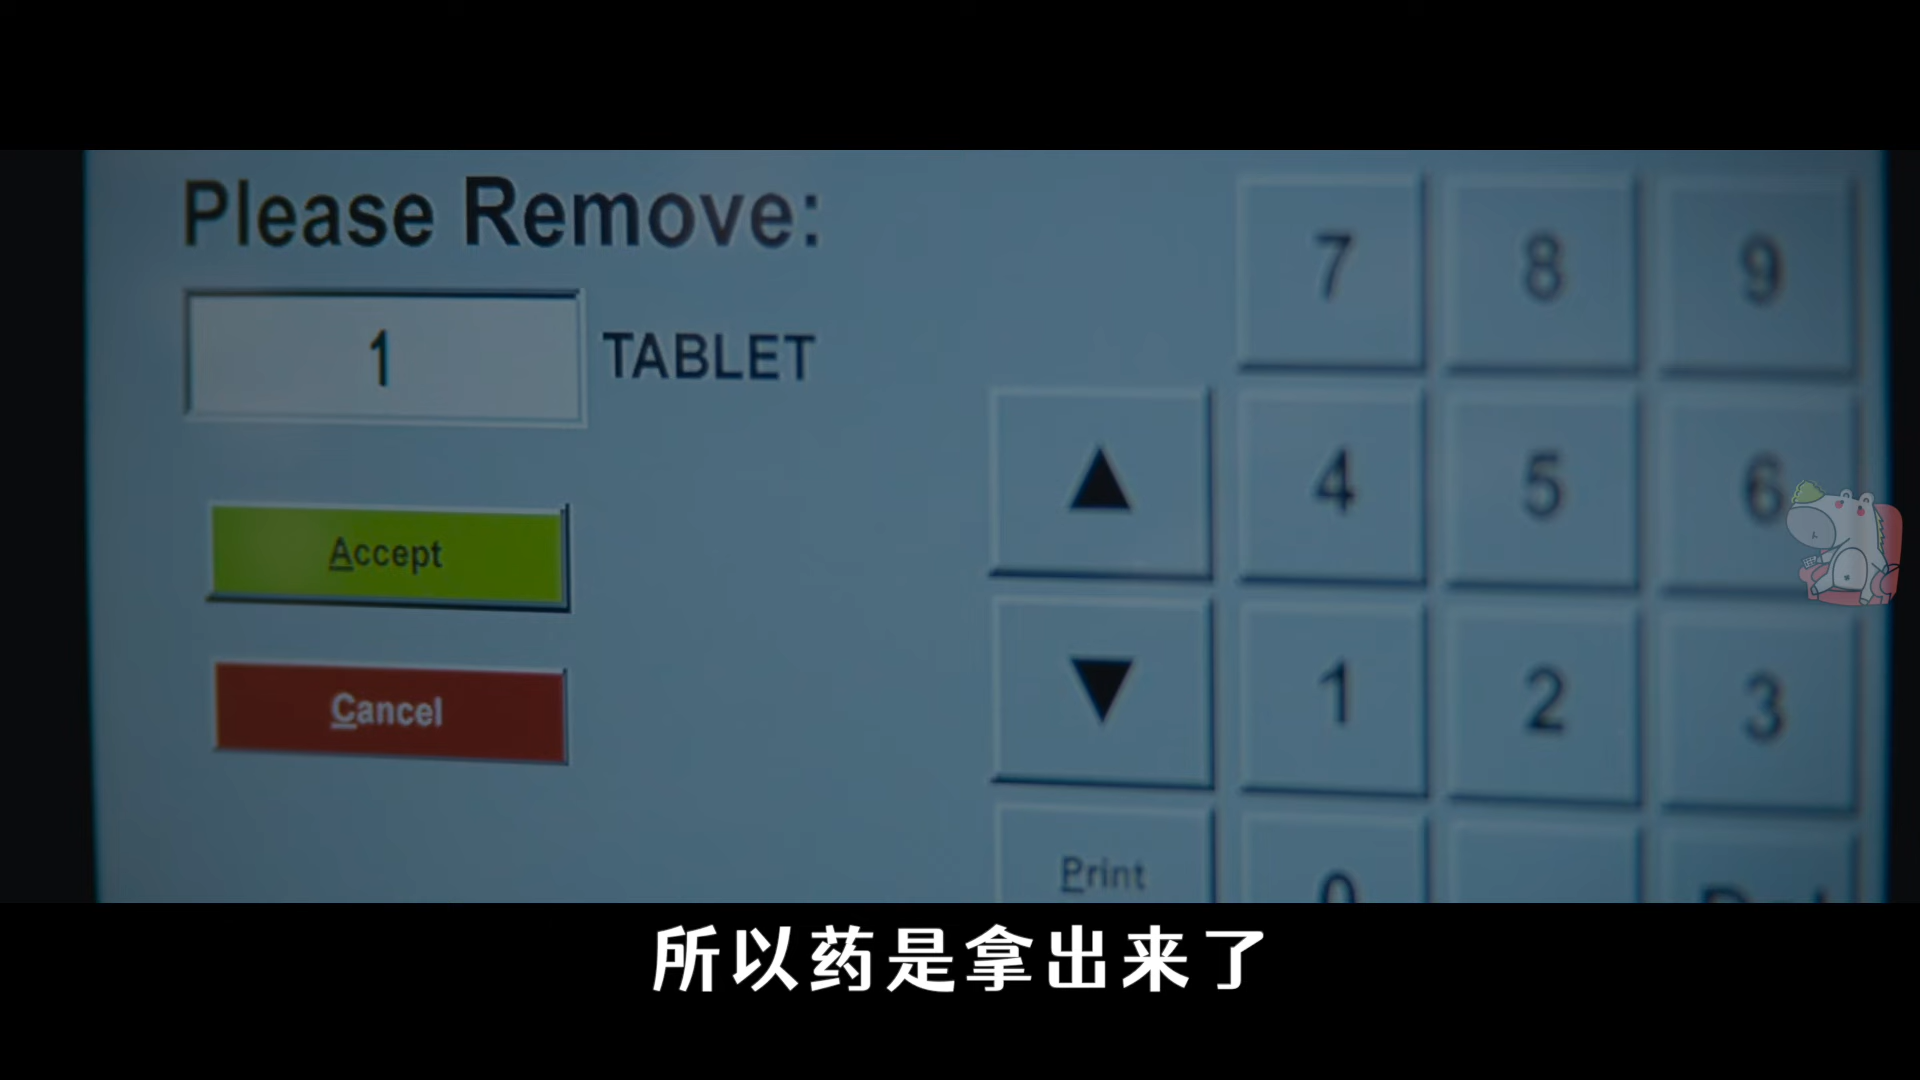 Please Remove:
1 TABLET
Accept
Cancel
7 8 9
▲ 4 5 6
▼ 1 2 3
Print 0
所以药是拿出来了